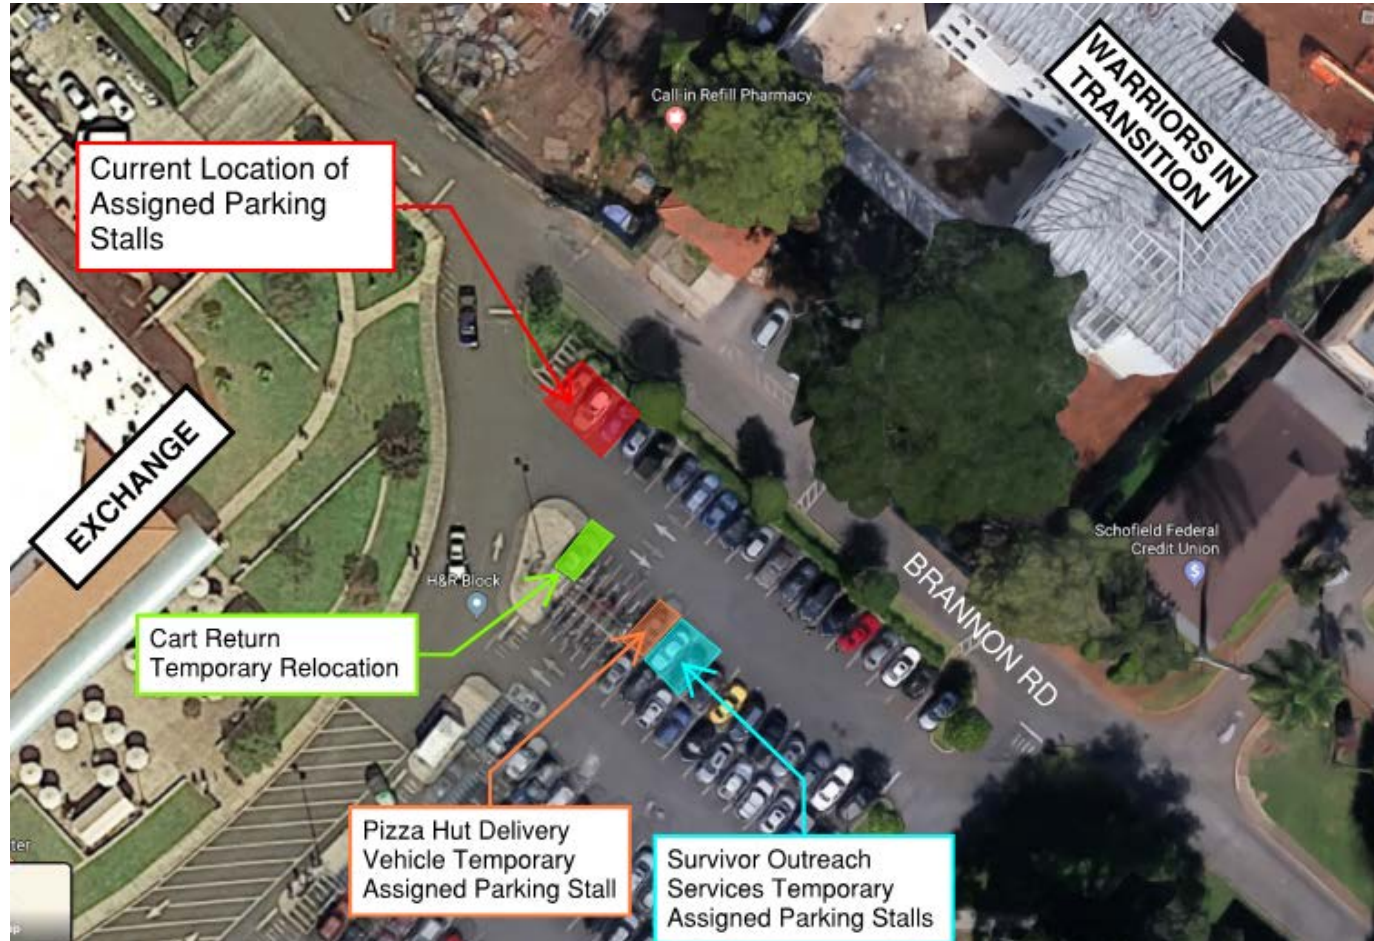 WARRIORS IN
TRANSITION
Call-in Refill Pharmacy
Current Location of
Assigned Parking
Stalls
EXCHANGE
Schofield Federal
Credit Union
H&R Block
BRANNON RD
Cart Return
Temporary Relocation
Pizza Hut Delivery
Vehicle Temporary
Assigned Parking Stall
Survivor Outreach
Services Temporary
Assigned Parking Stalls
ter